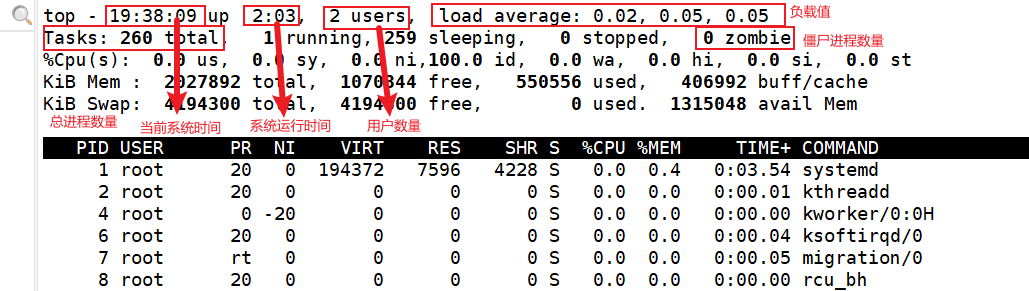 top - 19:38:09 up 2:03, 2 users, load average: 0.02, 0.05, 0.05 负载值
Tasks: 260 total, 1 running, 259 sleeping, 0 stopped, 0 zombie 僵尸进程数量
%Cpu(s): 0.0 us, 0.0 sy, 0.0 ni,100.0 id, 0.0 wa, 0.0 hi, 0.0 si, 0.0 st
KiB Mem : 2027892 total, 1070344 free, 550556 used, 406992 buff/cache
KiB Swap: 4194300 total, 4194300 free, 0 used. 1315048 avail Mem
总进程数量 当前系统时间 系统运行时间 用户数量
PID USER PR NI VIRT RES SHR S %CPU %MEM TIME+ COMMAND
1 root 20 0 194372 7596 4228 S 0.0 0.4 0:03.54 systemd
2 root 20 0 0 0 0 S 0.0 0.0 0:00.01 kthreadd
4 root 0 -20 0 0 0 S 0.0 0.0 0:00.00 kworker/0:0H
6 root 20 0 0 0 0 S 0.0 0.0 0:00.04 ksoftirqd/0
7 root rt 0 0 0 0 S 0.0 0.0 0:00.05 migration/0
8 root 20 0 0 0 0 S 0.0 0.0 0:00.00 rcu_bh